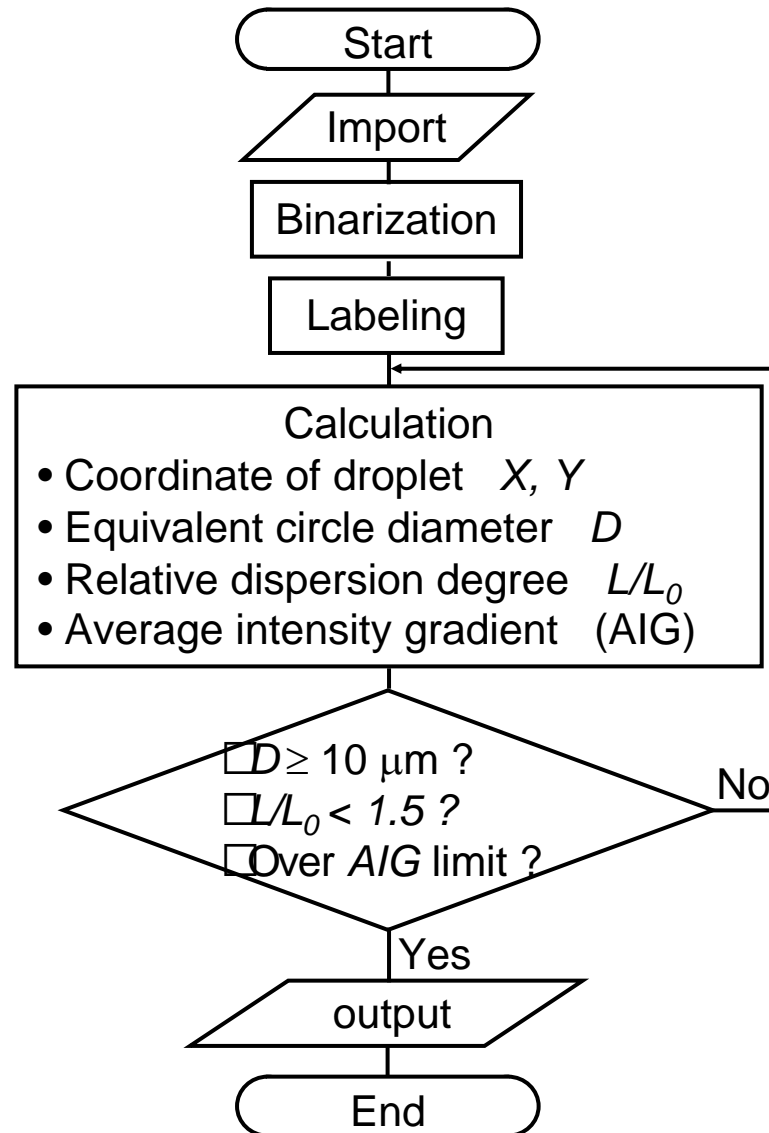 Start
Import
Binarization
Labeling
Calculation
• Coordinate of droplet X, Y
• Equivalent circle diameter D
• Relative dispersion degree L/L0
• Average intensity gradient (AIG)
□D ≥ 10 μm ?
□L/L0 < 1.5 ?
□Over AIG limit ?
No
Yes
output
End